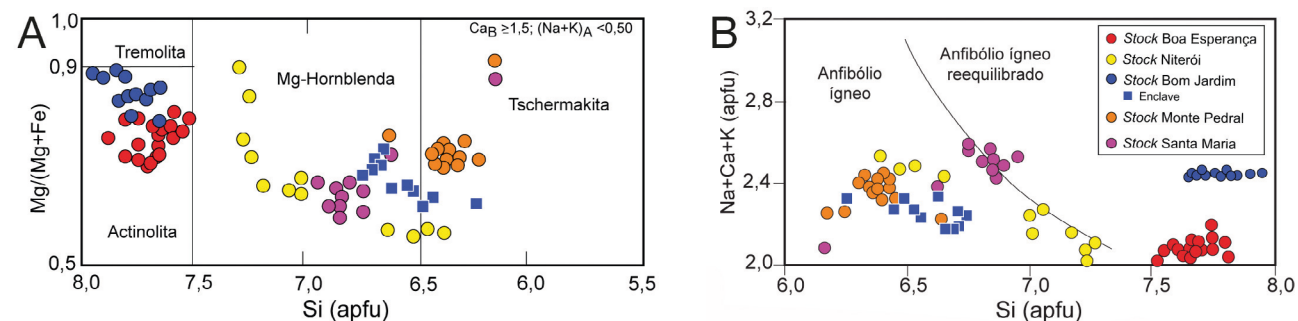 A
Mg/(Mg+Fe)
1,0
0,9
0,5
Ca_B ≥1,5; (Na+K)_A <0,50
Tremolita
Mg-Hornblenda
Tschermakita
Actinolita
8,0 7,5 7,0 6,5 6,0 5,5
Si (apfu)
B
Na+Ca+K (apfu)
3,2
2,8
2,4
2,0
Anfibólio
ígneo
Anfibólio ígneo
reequilibrado
Stock Boa Esperança
Stock Niterói
Stock Bom Jardim
Enclave
Stock Monte Pedral
Stock Santa Maria
6,0 6,5 7,0 7,5 8,0
Si (apfu)